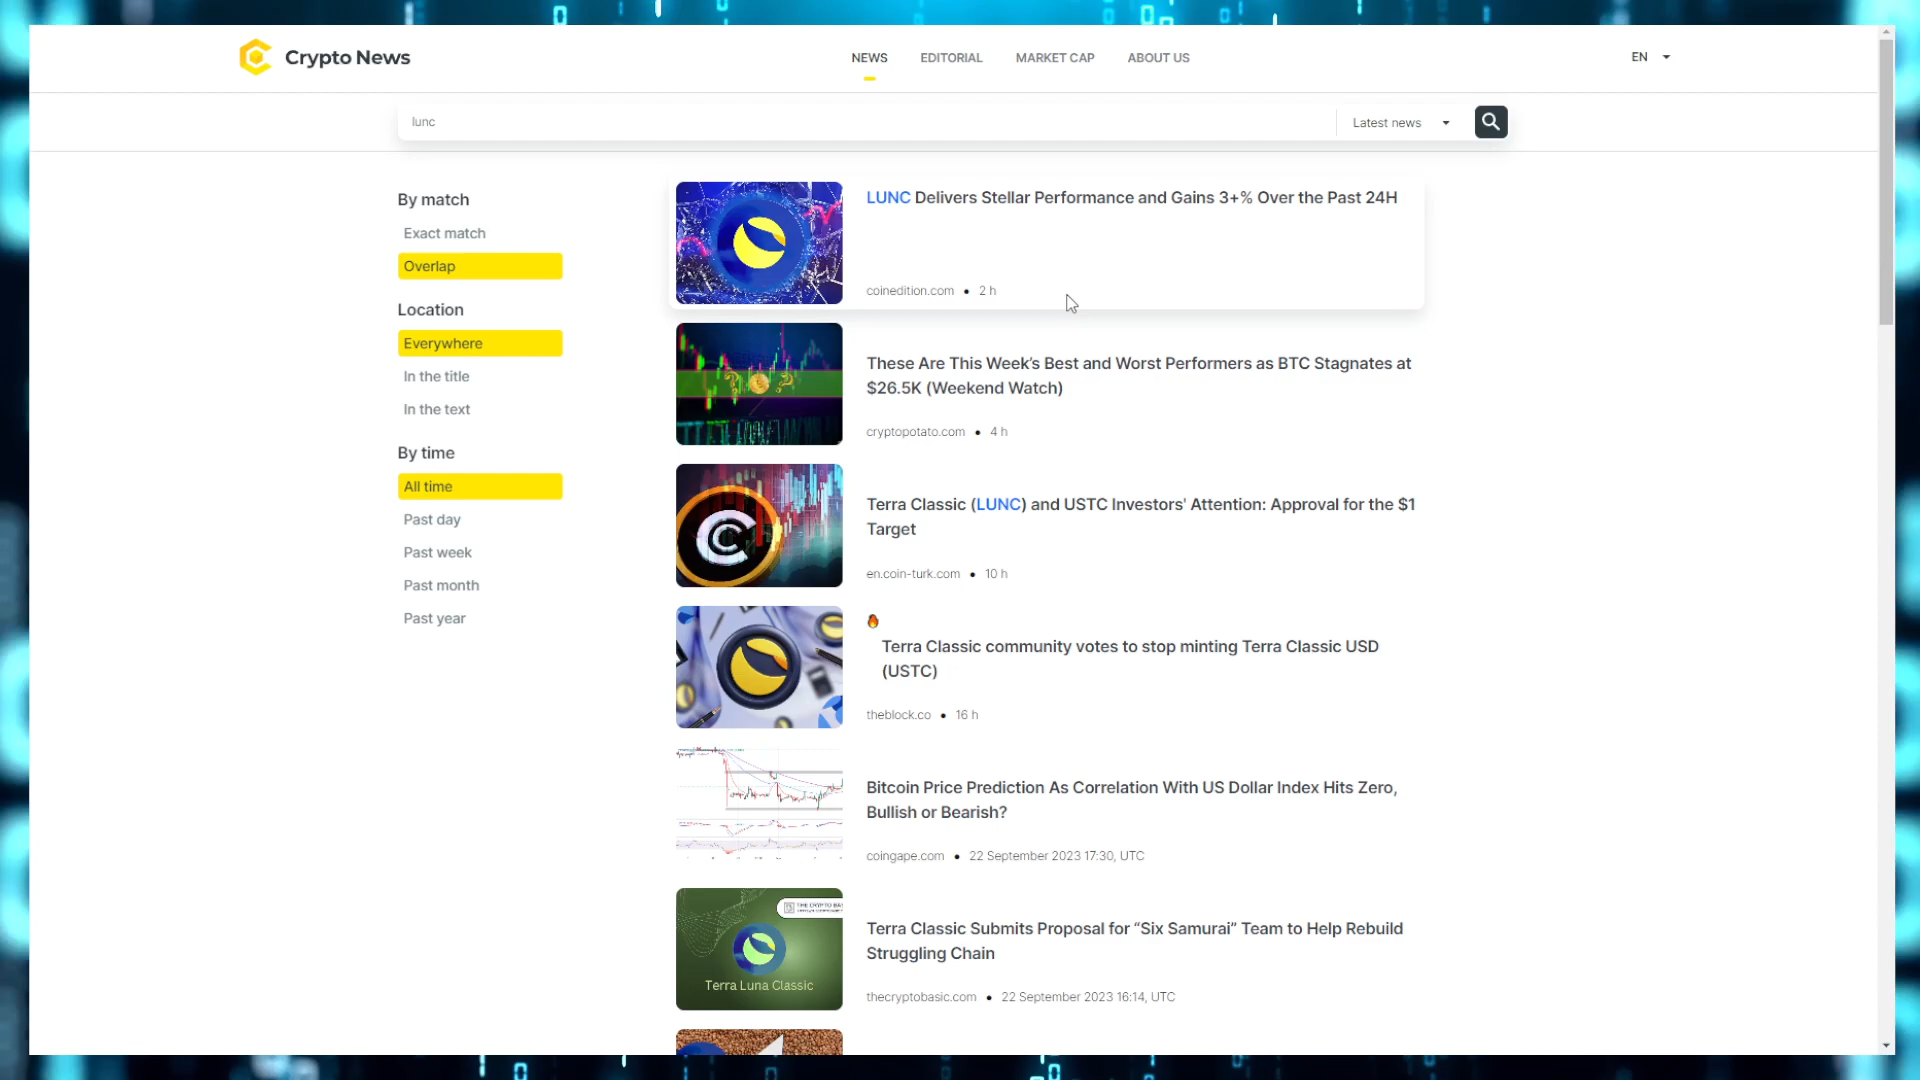 Crypto News
NEWS
EDITORIAL
MARKET CAP
ABOUT US
EN
lunc
Latest news
By match
Exact match
Overlap
Location
Everywhere
In the title
In the text
By time
All time
Past day
Past week
Past month
Past year
LUNC Delivers Stellar Performance and Gains 3+% Over the Past 24H
coinedition.com • 2 h
These Are This Week’s Best and Worst Performers as BTC Stagnates at
$26.5K (Weekend Watch)
cryptopotato.com • 4 h
Terra Classic (LUNC) and USTC Investors' Attention: Approval for the $1
Target
en.coin-turk.com • 10 h
Terra Classic community votes to stop minting Terra Classic USD
(USTC)
theblock.co • 16 h
Bitcoin Price Prediction As Correlation With US Dollar Index Hits Zero,
Bullish or Bearish?
coingape.com • 22 September 2023 17:30, UTC
THE CRYPTO BAS
Terra Luna Classic
Terra Classic Submits Proposal for “Six Samurai” Team to Help Rebuild
Struggling Chain
thecryptobasic.com • 22 September 2023 16:14, UTC